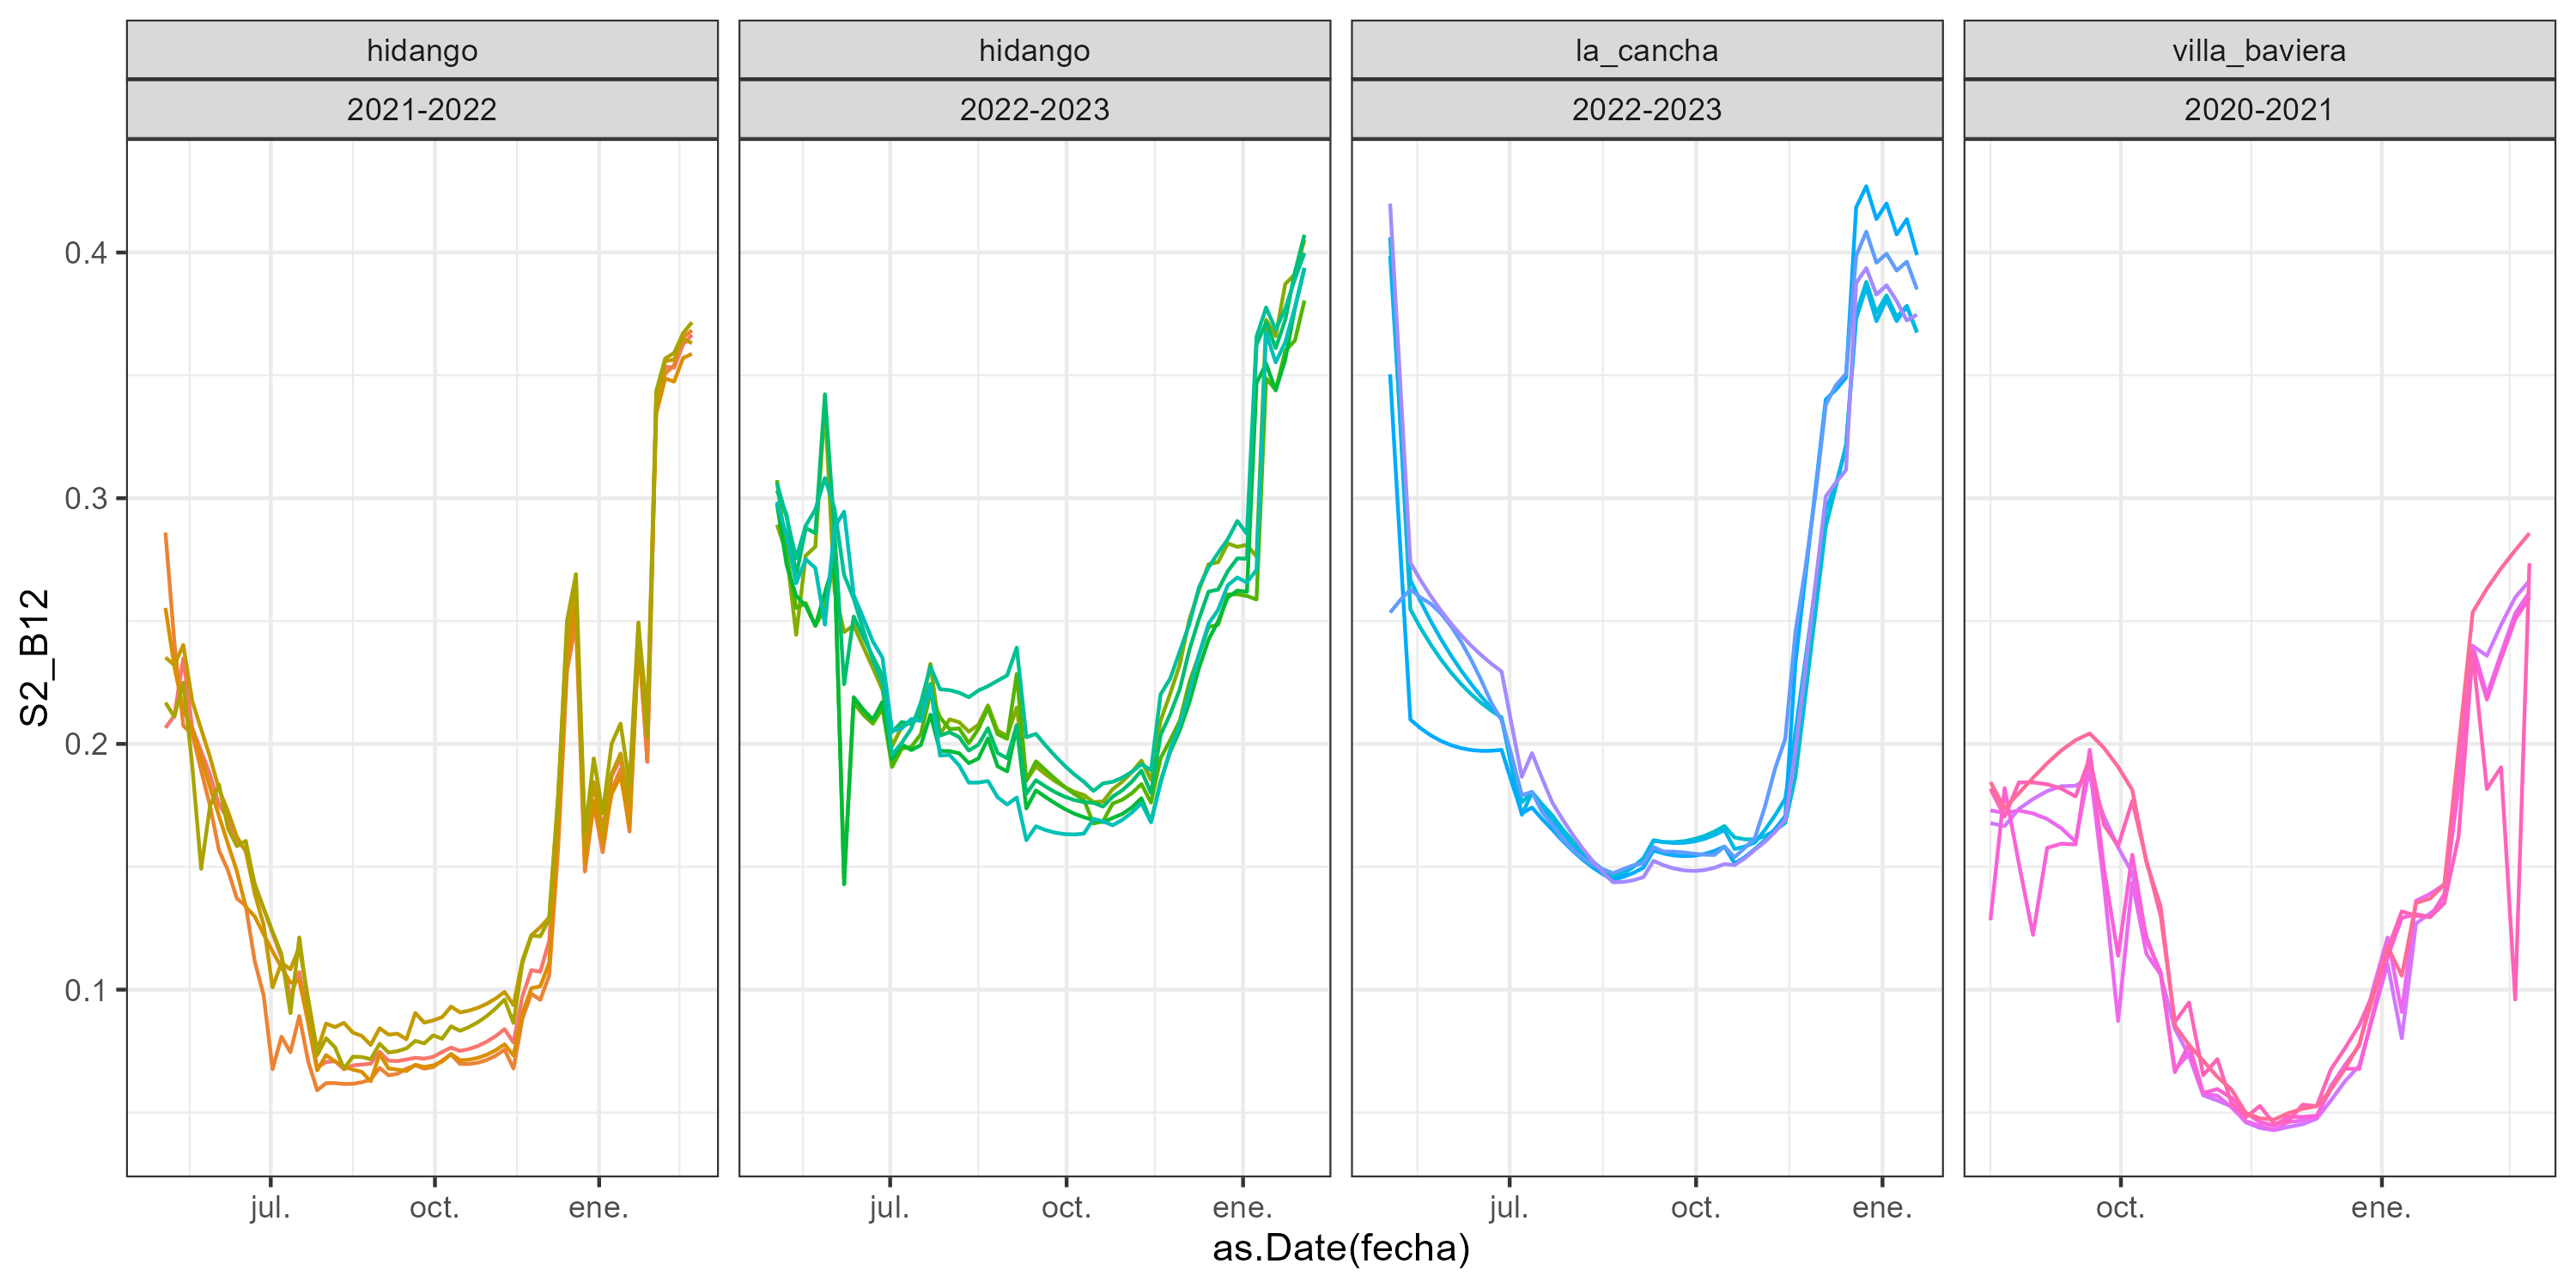 hidango
hidango
la_cancha
villa_baviera
2021-2022
2022-2023
2022-2023
2020-2021
0.4
0.3
0.2
0.1
S2_B12
jul.
oct.
ene.
jul.
oct.
ene.
jul.
oct.
ene.
oct.
ene.
as.Date(fecha)